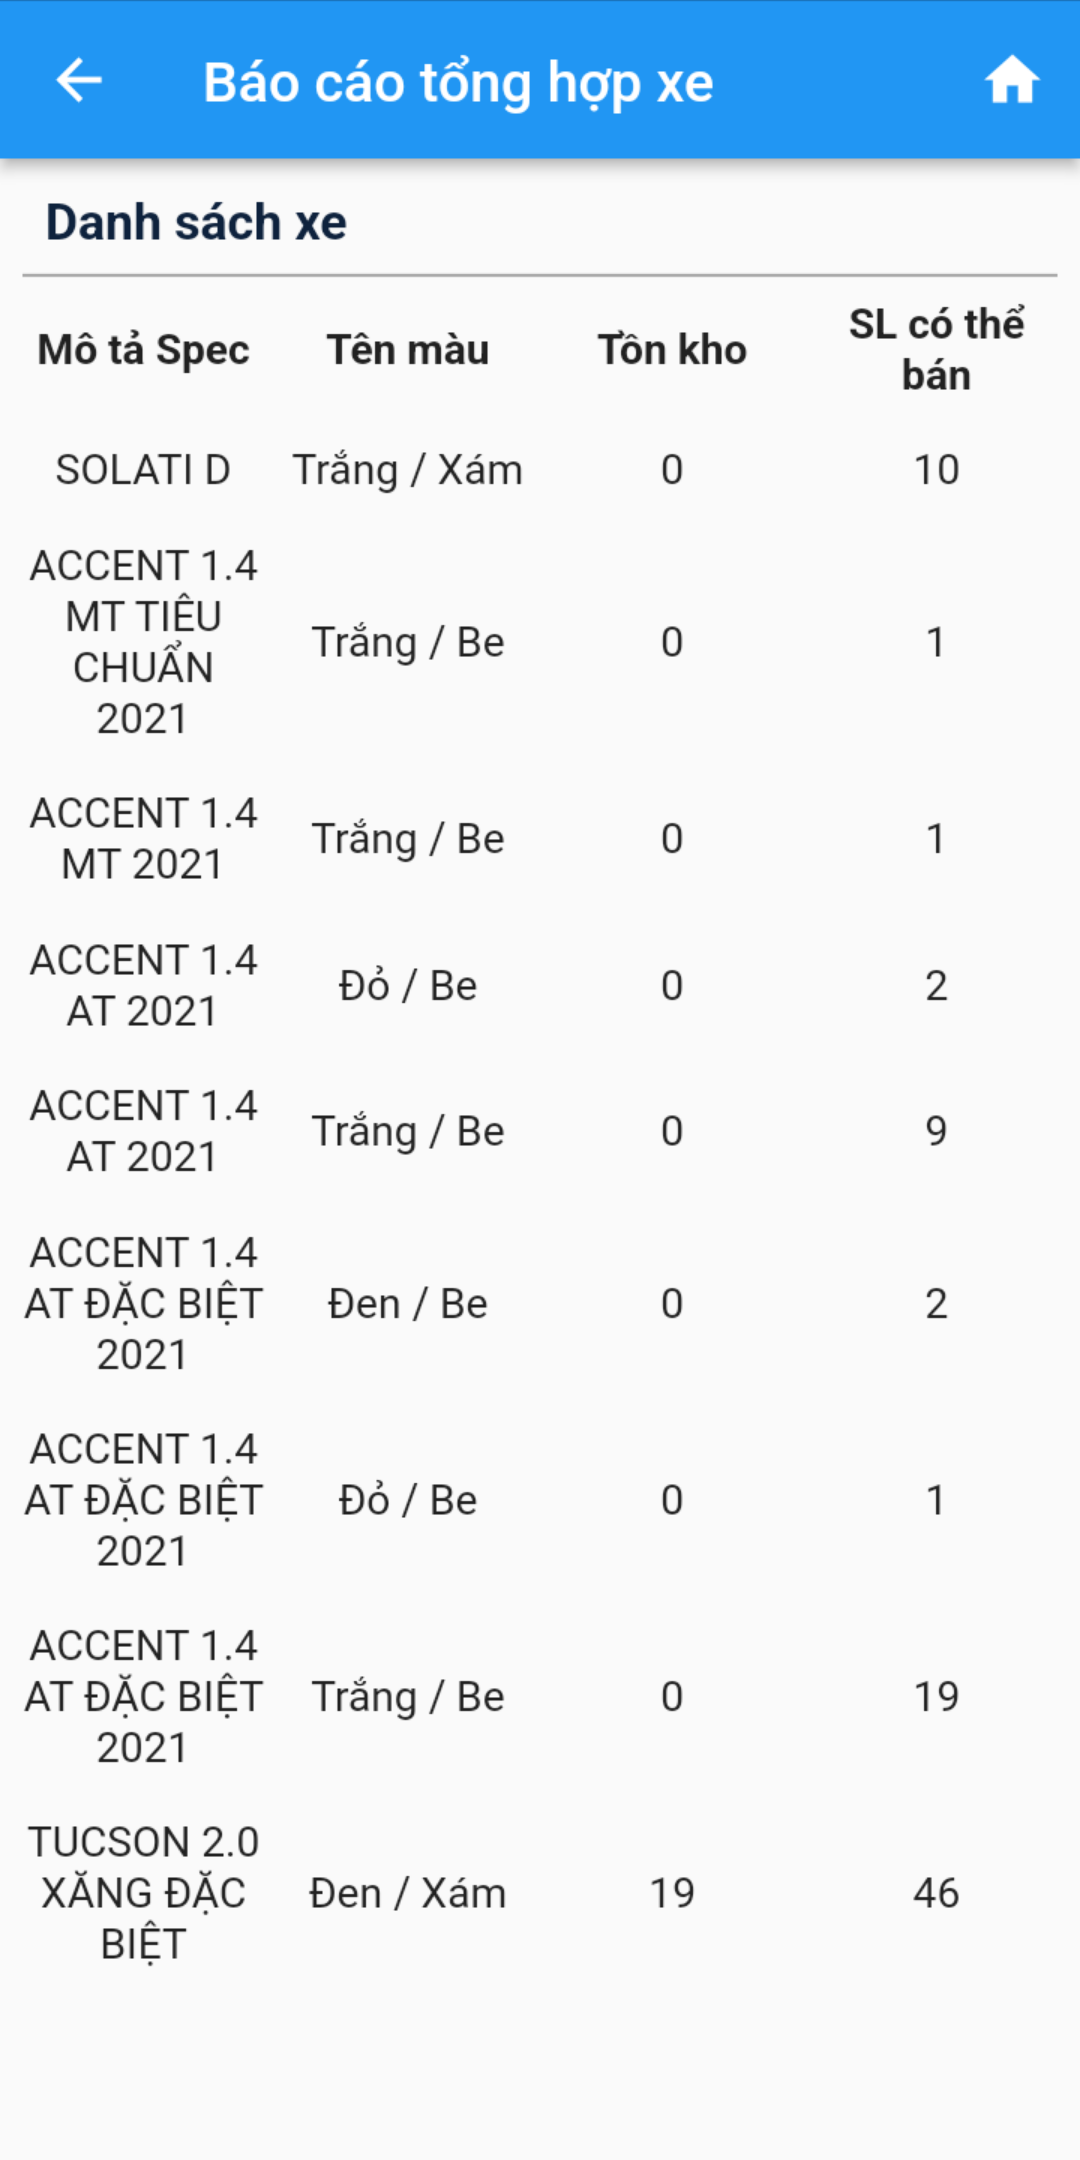 Báo cáo tổng hợp xe
Danh sách xe
Mô tả Spec Tên màu Tồn kho SL có thể
bán
SOLATI D Trắng / Xám 0 10
ACCENT 1.4
MT TIÊU
CHUẨN
2021
Trắng / Be 0 1
ACCENT 1.4
MT 2021
Trắng / Be 0 1
ACCENT 1.4
AT 2021
Đỏ / Be 0 2
ACCENT 1.4
AT 2021
Trắng / Be 0 9
ACCENT 1.4
AT ĐẶC BIỆT
2021
Đen / Be 0 2
ACCENT 1.4
AT ĐẶC BIỆT
2021
Đỏ / Be 0 1
ACCENT 1.4
AT ĐẶC BIỆT
2021
Trắng / Be 0 19
TUCSON 2.0
XĂNG ĐẶC
BIỆT
Đen / Xám 19 46